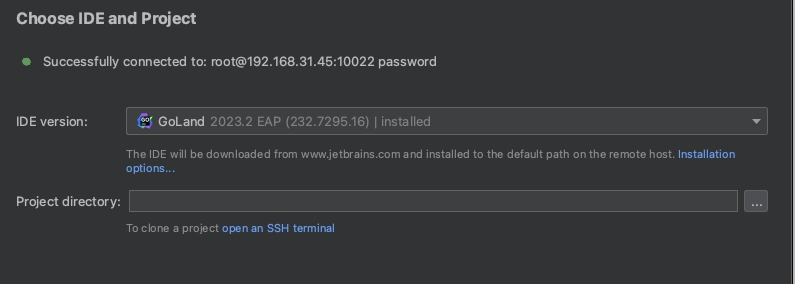 Choose IDE and Project
Successfully connected to: root@192.168.31.45:10022 password
IDE version: GoLand 2023.2 EAP (232.7295.16) | installed
The IDE will be downloaded from www.jetbrains.com and installed to the default path on the remote host. Installation
options...
Project directory: ...
To clone a project open an SSH terminal